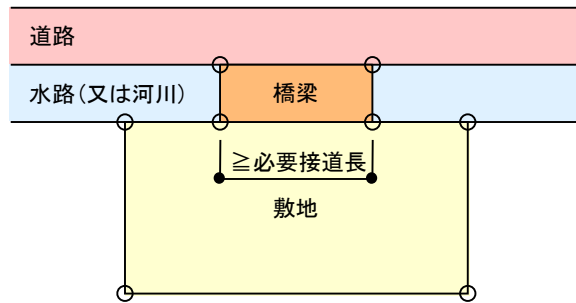 道路
水路（又は河川）
橋梁
≧必要接道長
敷地